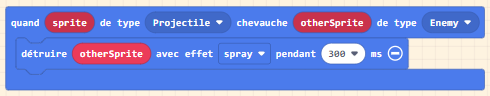 quand sprite de type Projectile chevauche otherSprite de type Enemy
détruire otherSprite avec effet spray pendant 300 ms